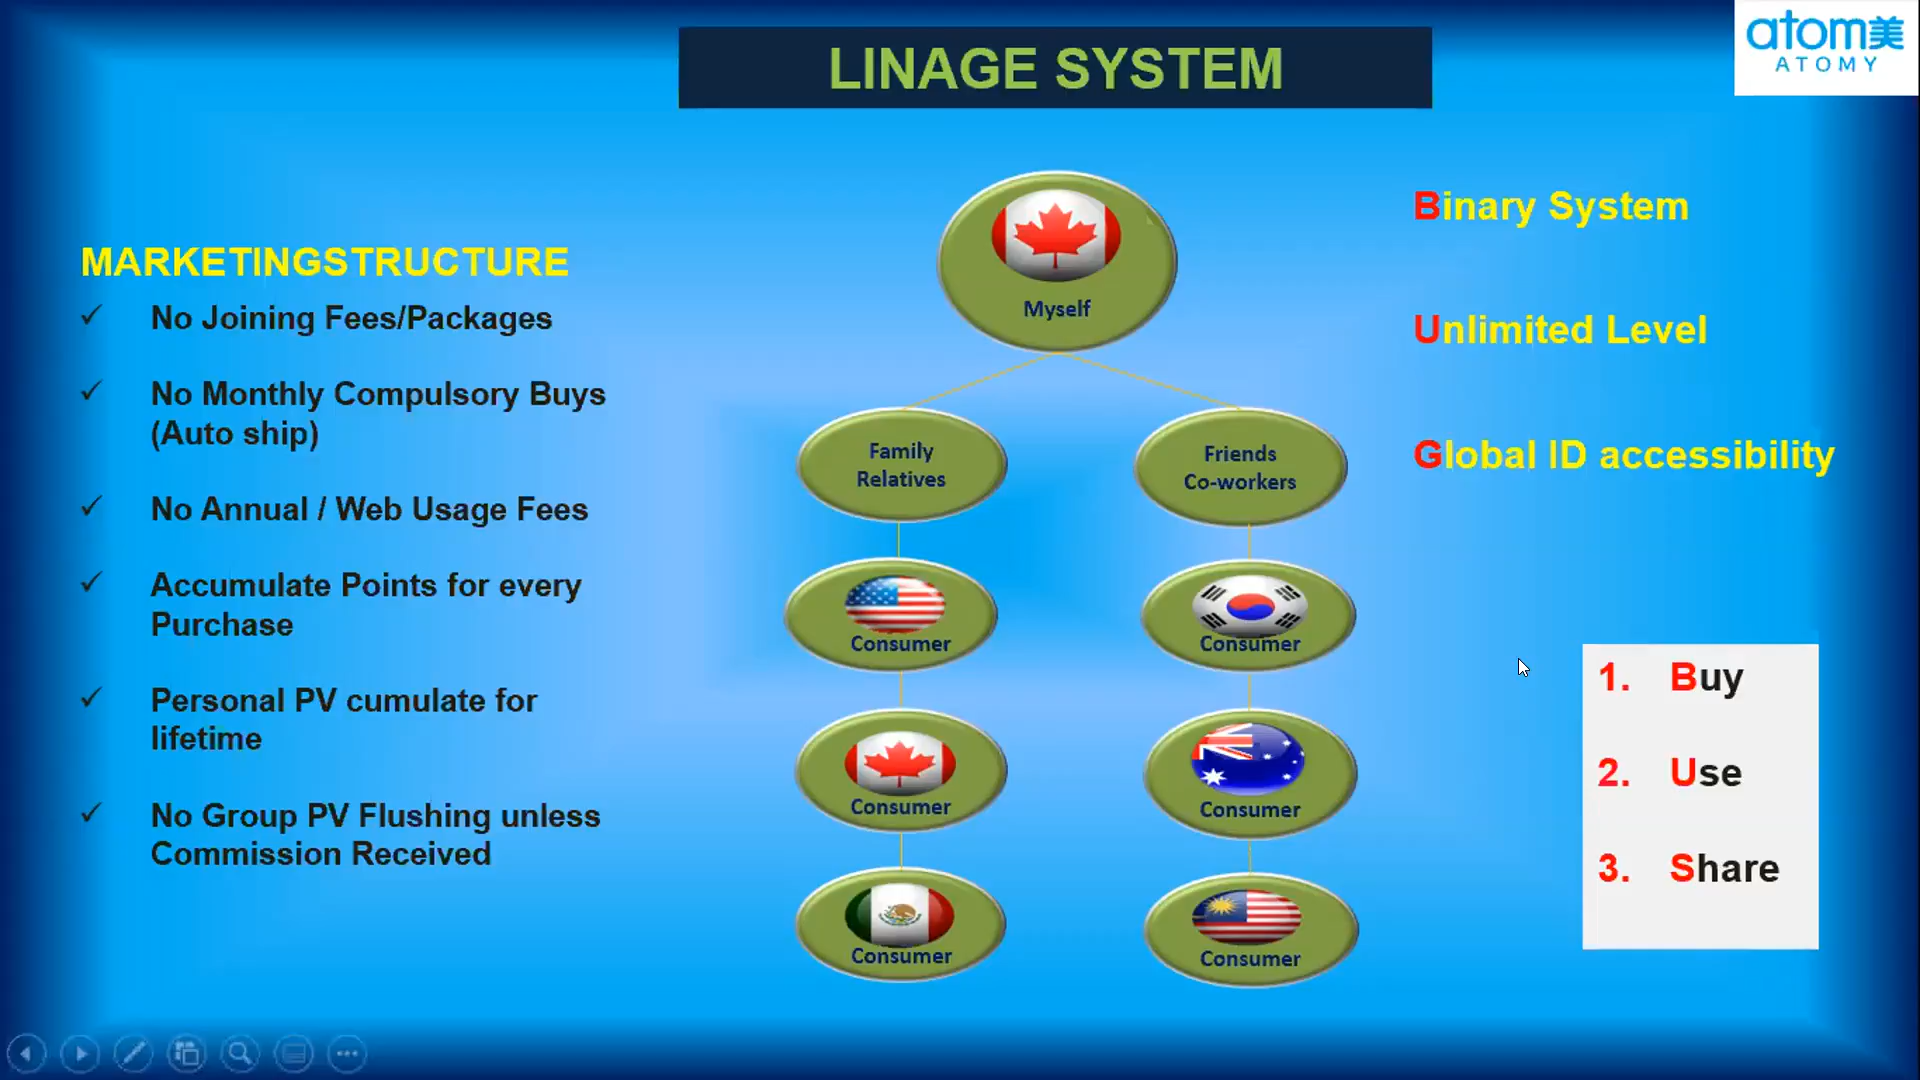 LINAGE SYSTEM
atom美
ATOMY
MARKETINGSTRUCTURE
No Joining Fees/Packages
No Monthly Compulsory Buys
(Auto ship)
No Annual / Web Usage Fees
Accumulate Points for every
Purchase
Personal PV cumulate for
lifetime
No Group PV Flushing unless
Commission Received
Myself
Family
Relatives
Friends
Co-workers
Consumer
Consumer
Consumer
Consumer
Consumer
Consumer
Binary System
Unlimited Level
Global ID accessibility
1. Buy
2. Use
3. Share